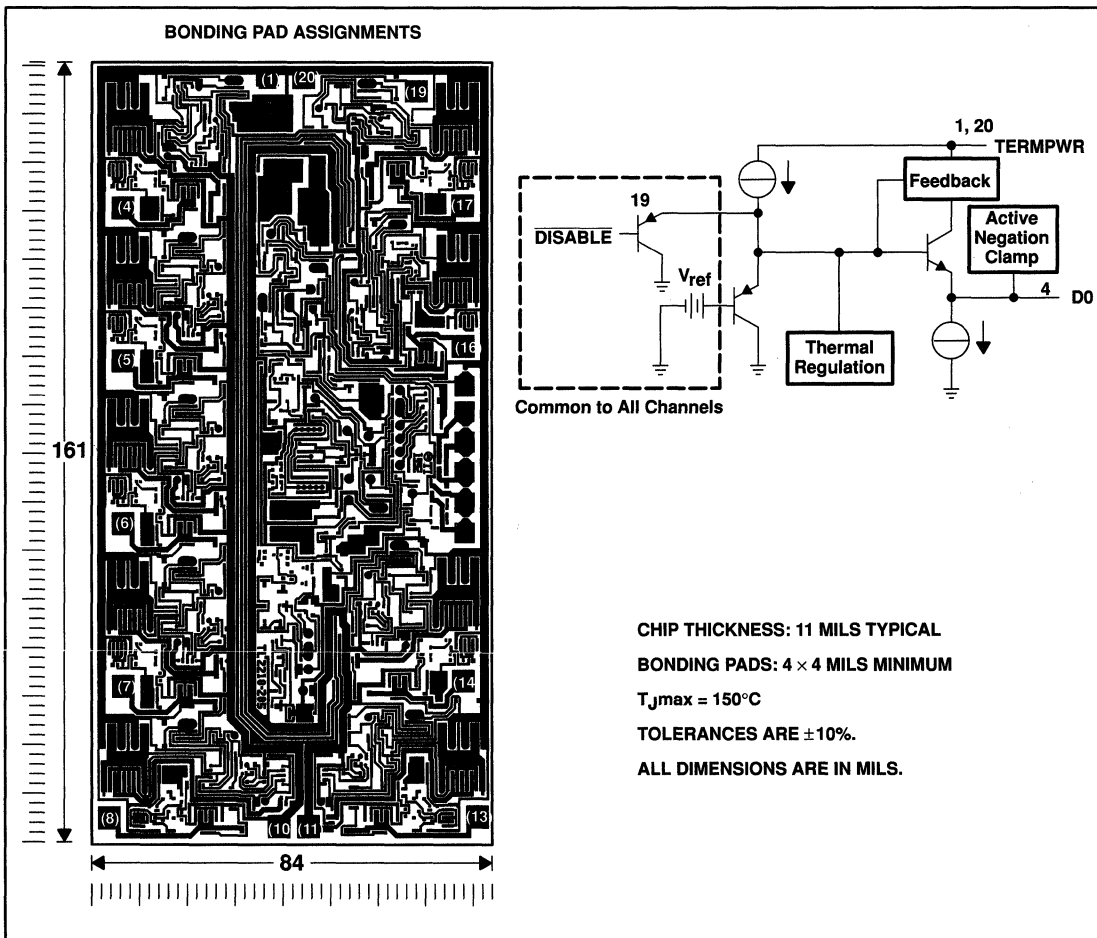 BONDING PAD ASSIGNMENTS
(1)
(20)
(19)
(4)
(17)
(5)
(16)
161
(6)
(7)
(14)
(8)
(10)
(11)
(13)
84
1, 20
TERMPWR
Feedback
19
DISABLE
Active
Negation
Clamp
Vref
4
D0
Thermal
Regulation
Common to All Channels
CHIP THICKNESS: 11 MILS TYPICAL
BONDING PADS: 4 × 4 MILS MINIMUM
TJmax = 150°C
TOLERANCES ARE ±10%.
ALL DIMENSIONS ARE IN MILS.